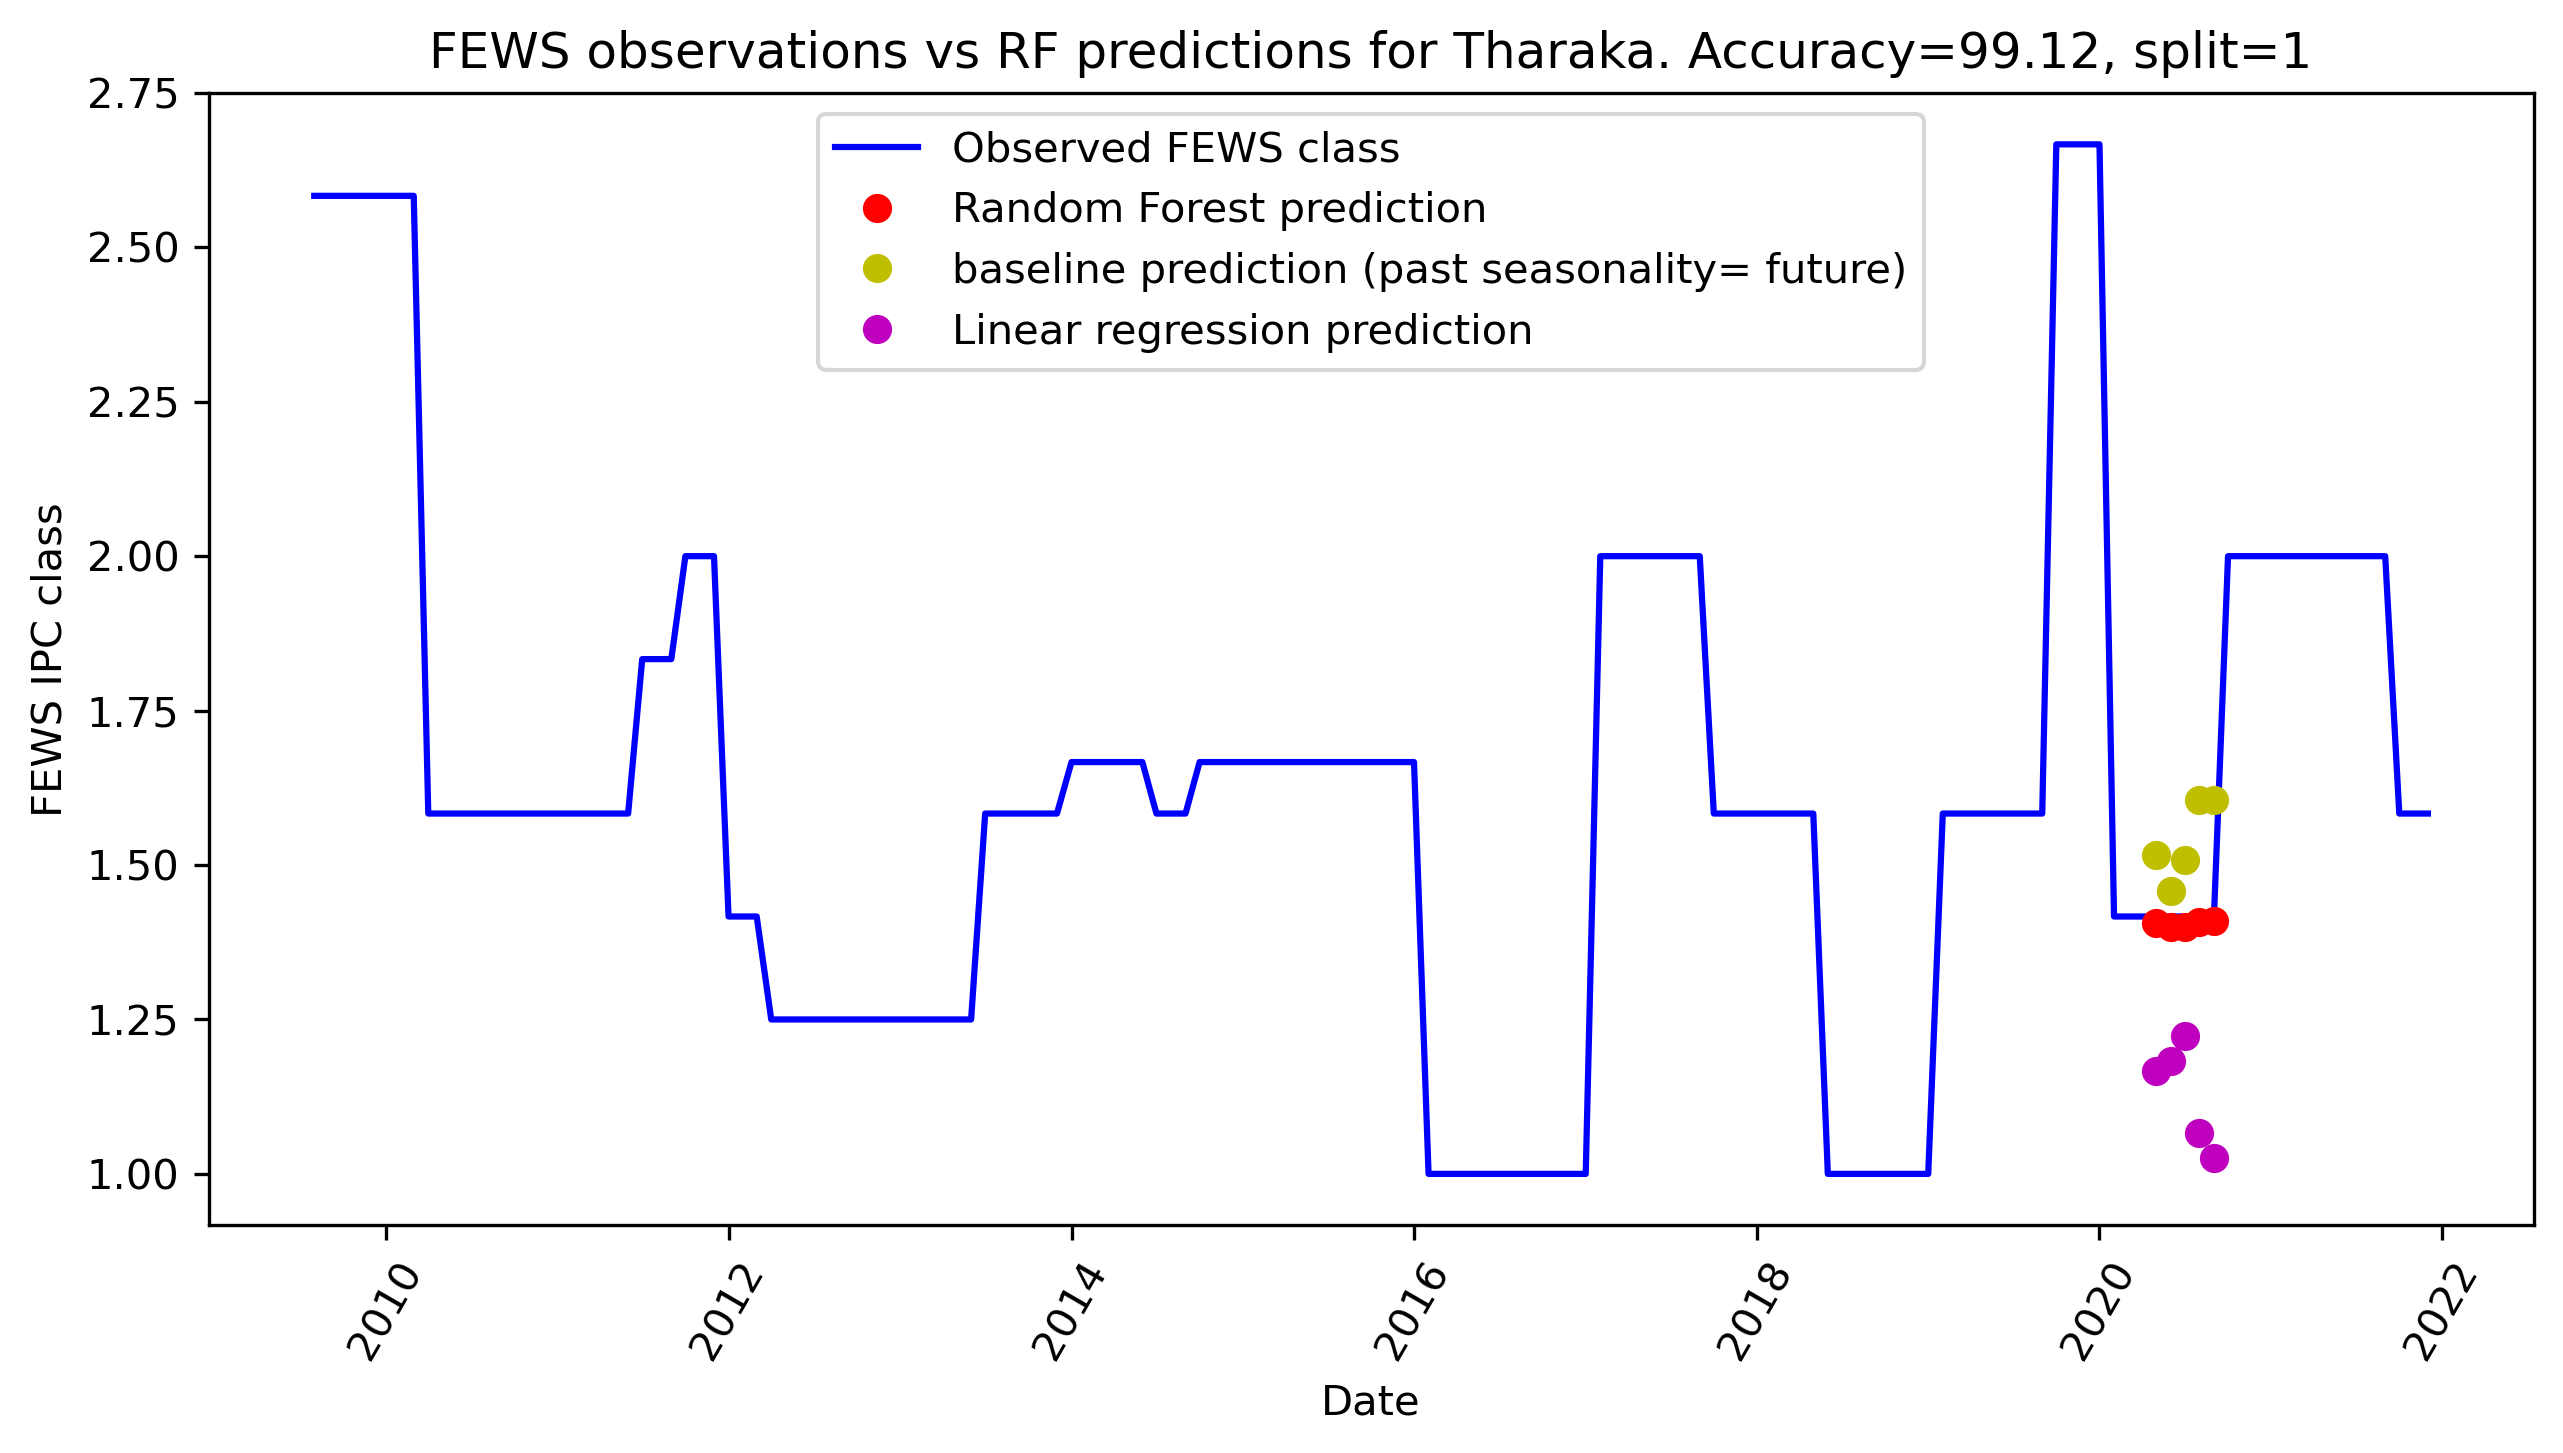 FEWS observations vs RF predictions for Tharaka. Accuracy=99.12, split=1
2.75
2.50
2.25
2.00
1.75
1.50
1.25
1.00
FEWS IPC class
Observed FEWS class
Random Forest prediction
baseline prediction (past seasonality= future)
Linear regression prediction
2010
2012
2014
2016
2018
2020
2022
Date